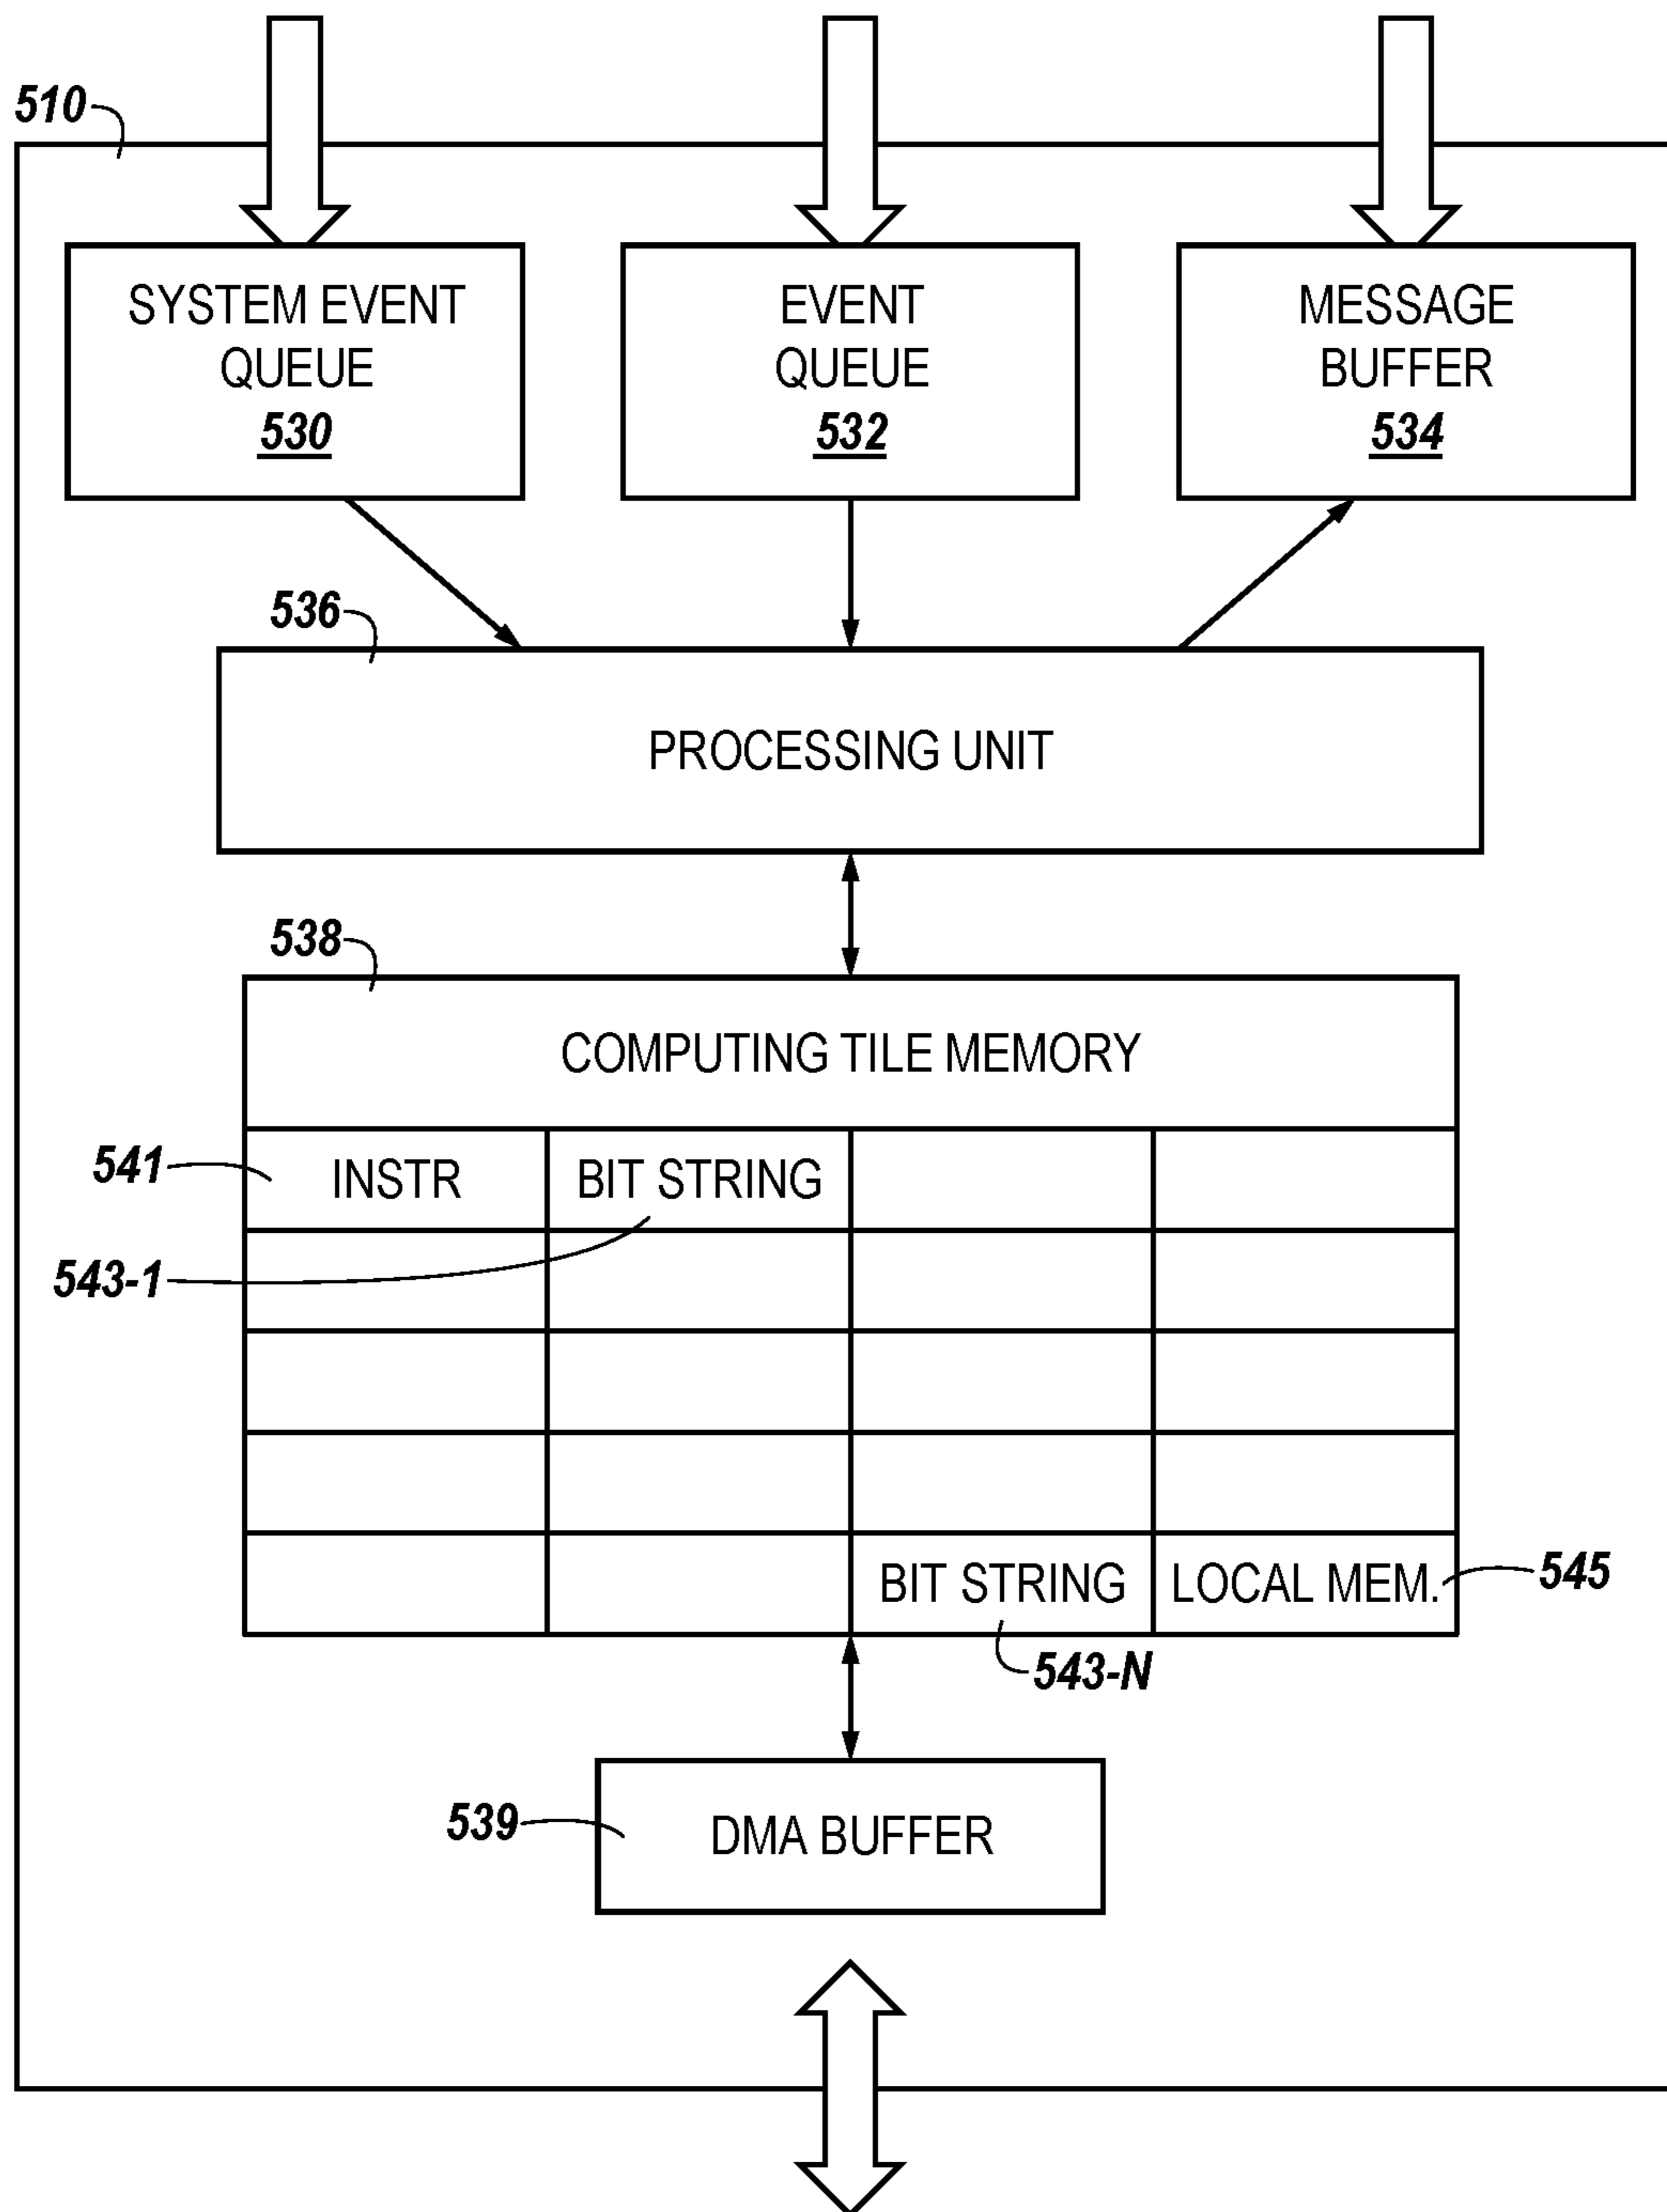 510
SYSTEM EVENT
QUEUE
530
EVENT
QUEUE
532
MESSAGE
BUFFER
534
536
PROCESSING UNIT
538
COMPUTING TILE MEMORY
541
INSTR
BIT STRING
543-1
BIT STRING
LOCAL MEM.
545
543-N
539
DMA BUFFER